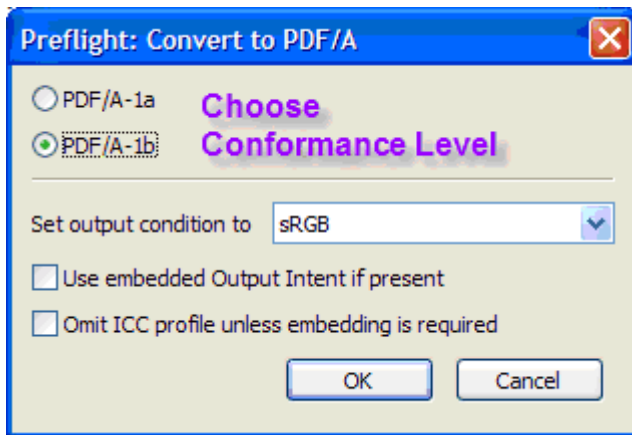 Preflight: Convert to PDF/A
PDF/A-1a
Choose
PDF/A-1b
Conformance Level
Set output condition to sRGB
Use embedded Output Intent if present
Omit ICC profile unless embedding is required
OK Cancel